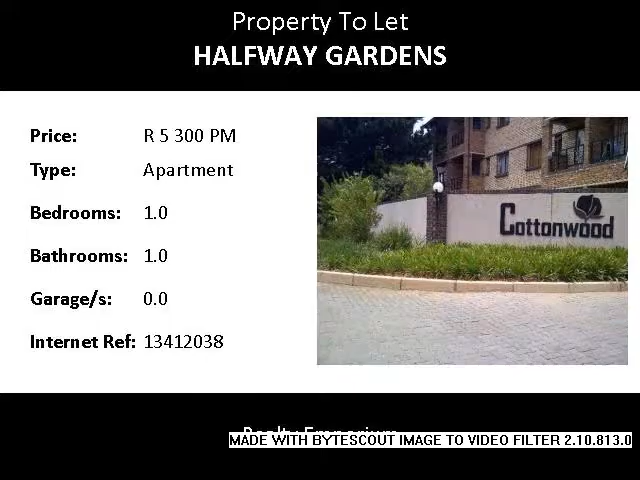 Property To Let
HALFWAY GARDENS
Price: R 5 300 PM
Type: Apartment
Bedrooms: 1.0
Bathrooms: 1.0
Garage/s: 0.0
Internet Ref: 13412038
Cottonwood
MADE WITH BYTESCOUT IMAGE TO VIDEO FILTER 2.10.813.0